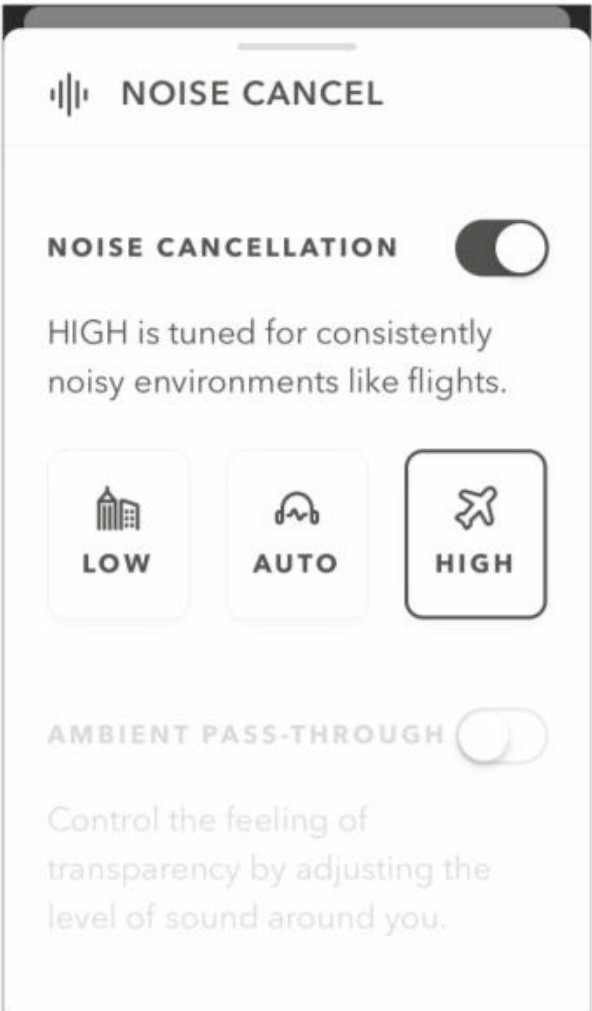 NOISE CANCEL
NOISE CANCELLATION
HIGH is tuned for consistently
noisy environments like flights.
LOW AUTO HIGH
AMBIENT PASS-THROUGH
Control the feeling of
transparency by adjusting the
level of sound around you.